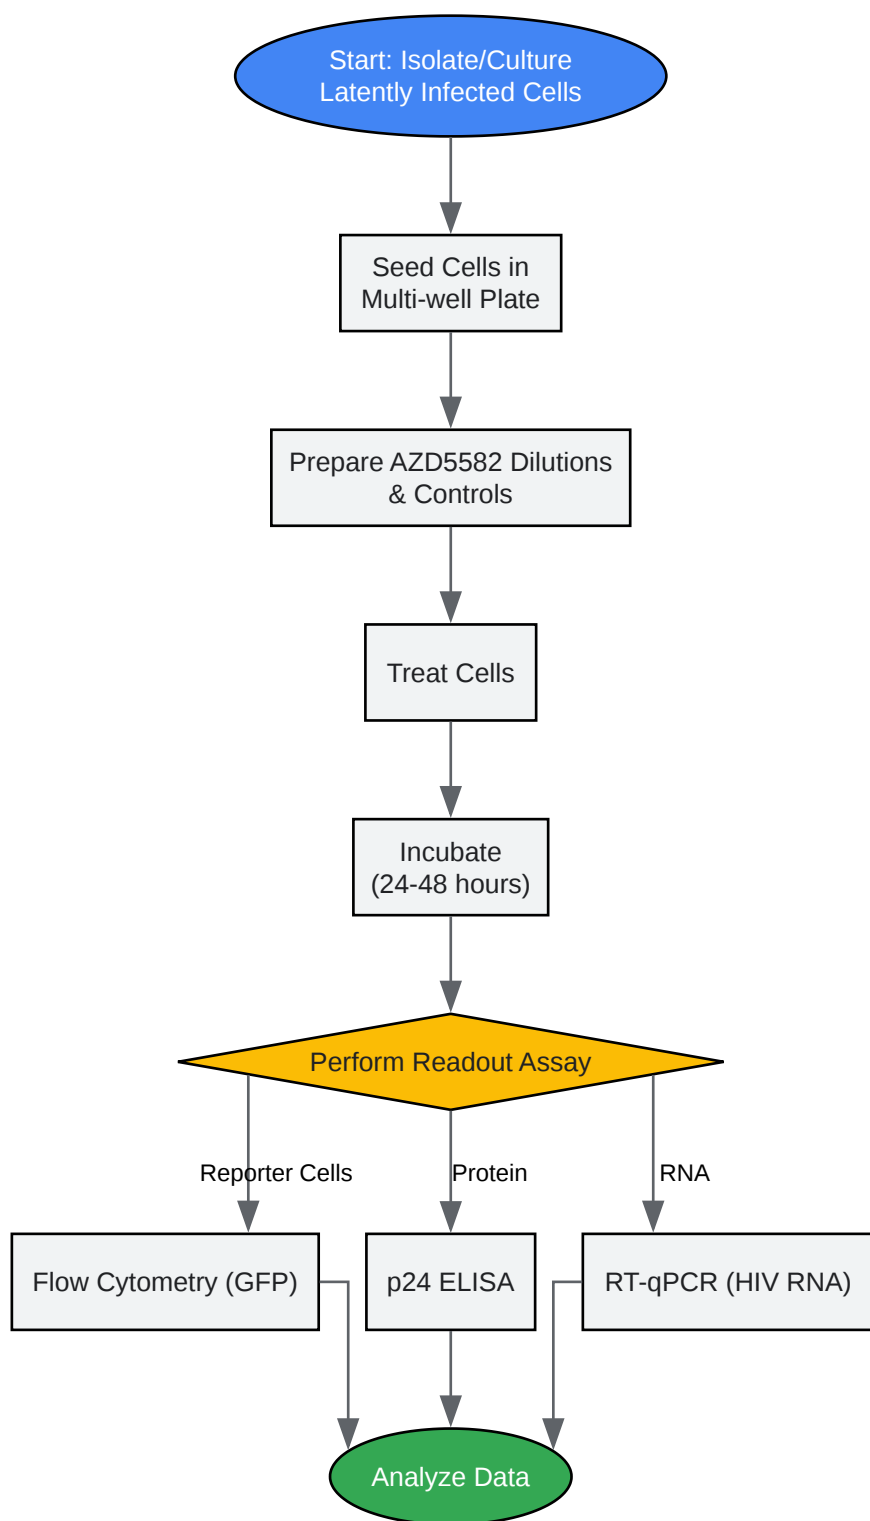 Start: Isolate/Culture
Latently Infected Cells
Seed Cells in
Multi-well Plate
Prepare AZD5582 Dilutions
& Controls
Treat Cells
Incubate
(24-48 hours)
Perform Readout Assay
Reporter Cells
Protein
RNA
Flow Cytometry (GFP)
p24 ELISA
RT-qPCR (HIV RNA)
Analyze Data